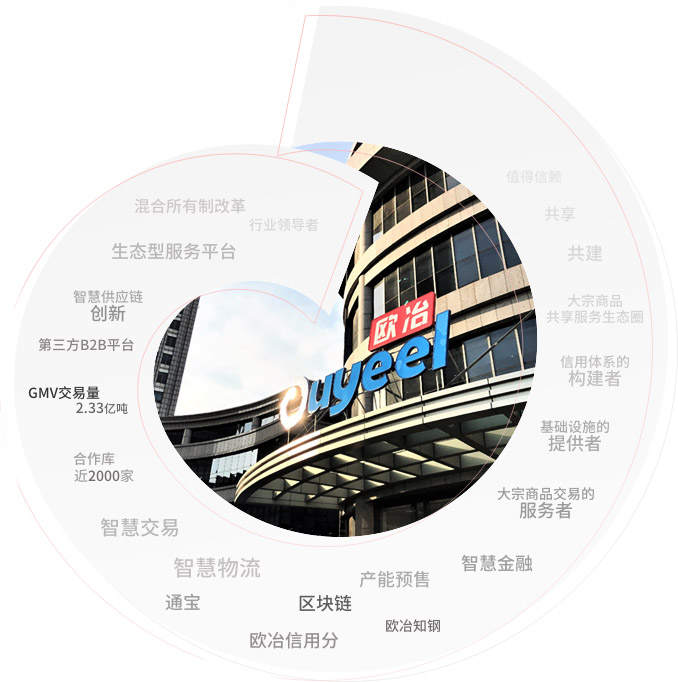 值得信赖
共享
共建
大宗商品
共享服务生态圈
信用体系的
构建者
基础设施的
提供者
大宗商品交易的
服务者
智慧金融
产能预售
欧冶知钢
区块链
欧冶信用分
通宝
智慧物流
智慧交易
合作库
近2000家
GMV交易量
2.33亿吨
第三方B2B平台
智慧供应链
创新
生态型服务平台
混合所有制改革
行业领导者
欧冶
Ouyeel